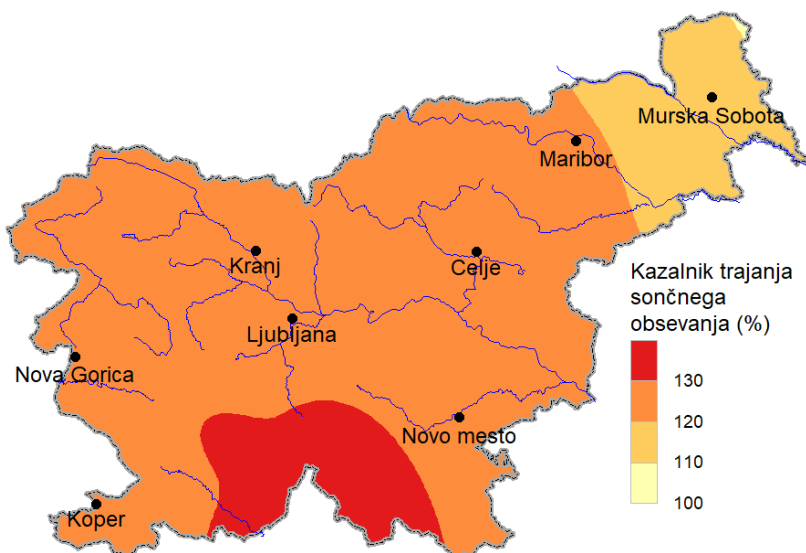 Murska Sobota
Maribor
Kranj
Celje
Ljubljana
Nova Gorica
Novo mesto
Koper
Kazalnik trajanja
sončnega
obsevanja (%)
130
120
110
100